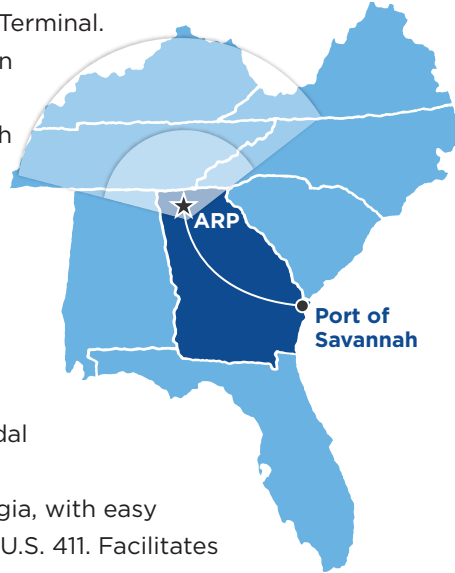 Terminal.
n
h
ARP
Port of
Savannah
dal
gia, with easy
U.S. 411. Facilitates